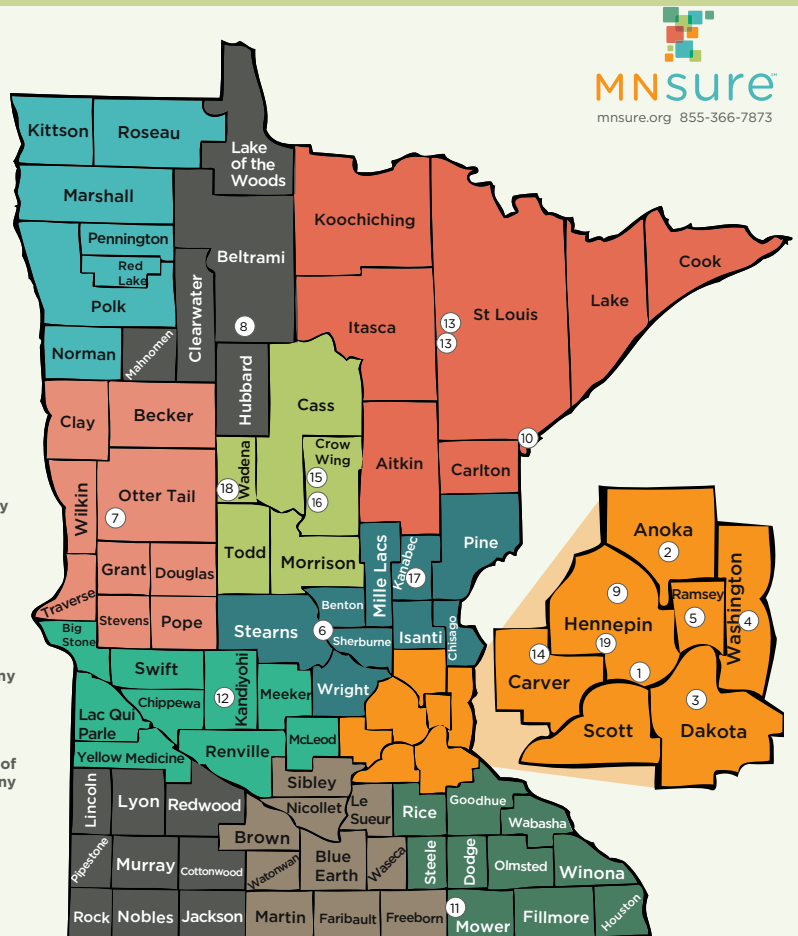 MNsure℠
mnsure.org 855-366-7873
Kittson
Roseau
Lake
of the
Woods
Marshall
Koochiching
Pennington
Beltrami
Red
Lake
Cook
Polk
Clearwater
Lake
St Louis
Itasca
8
13
13
Norman
Mahnomen
Hubbard
Cass
Clay
Becker
10
Crow
Wing
Wadena
Aitkin
Carlton
15
16
18
Wilkin
Otter Tail
7
y
Anoka
2
Todd
Morrison
Mille Lacs
Kanabec
17
Pine
Grant
Douglas
Washington
9
Ramsey
5
4
Hennepin
Traverse
Stevens
Pope
Benton
Stearns
6
Sherburne
Isanti
Chisago
Big
Stone
19
14
1
Carver
ny
Swift
Kandiyohi
12
Meeker
Wright
Chippewa
3
Lac Qui
Parle
Scott
Dakota
Yellow Medicine
Renville
McLeod
of
ny
Lincoln
Lyon
Redwood
Sibley
Nicollet
Le
Sueur
Rice
Goodhue
Wabasha
Brown
Pipestone
Murray
Cottonwood
Watonwan
Blue
Earth
Waseca
Steele
Dodge
Olmsted
Winona
Rock
Nobles
Jackson
Martin
Faribault
Freeborn
11
Mower
Fillmore
Houston